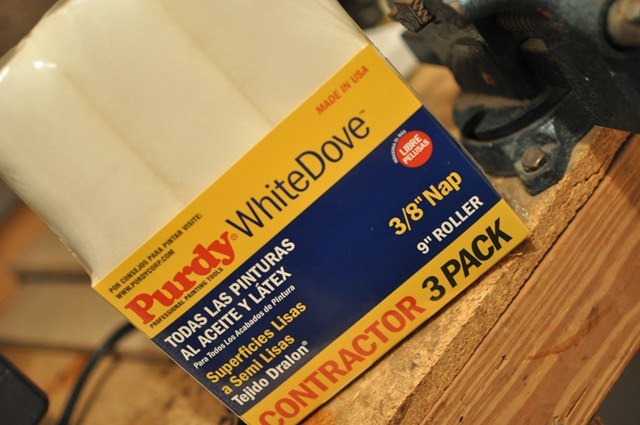 MADE IN USA
POR CONSEJOS PARA PINTAR VISITE:
WWW.PURDYCORP.COM
Purdy® WhiteDove™
PROFESSIONAL PAINTING TOOLS
LIBRE
PELUSAS
TODAS LAS PINTURAS
AL ACEITE Y LÁTEX
Para Todos Los Acabados de Pintura
Superficies Lisas
a Semi Lisas
Tejido Dralon®
3/8" Nap
9" ROLLER
CONTRACTOR 3 PACK